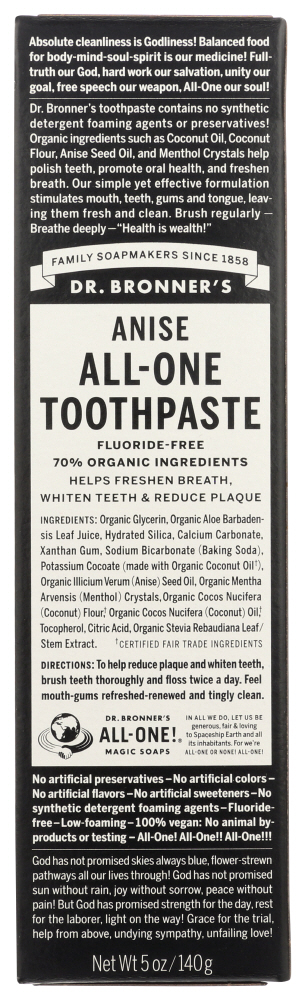 Absolute cleanliness is Godliness! Balanced food
for body-mind-soul-spirit is our medicine! Full-
truth our God, hard work our salvation, unity our
goal, free speech our weapon, All-One our soul!
Dr. Bronner's toothpaste contains no synthetic
detergent foaming agents or preservatives!
Organic ingredients such as Coconut Oil, Coconut
Flour, Anise Seed Oil, and Menthol Crystals help
polish teeth, promote oral health, and freshen
breath. Our simple yet effective formulation
stimulates mouth, teeth, gums and tongue, leav-
ing them fresh and clean. Brush regularly –
Breathe deeply – "Health is wealth!"
FAMILY SOAPMAKERS SINCE 1858
DR. BRONNER'S
ANISE
ALL-ONE
TOOTHPASTE
FLUORIDE-FREE
70% ORGANIC INGREDIENTS
HELPS FRESHEN BREATH,
WHITEN TEETH & REDUCE PLAQUE
INGREDIENTS: Organic Glycerin, Organic Aloe Barbaden-
sis Leaf Juice, Hydrated Silica, Calcium Carbonate,
Xanthan Gum, Sodium Bicarbonate (Baking Soda),
Potassium Cocoate (made with Organic Coconut Oil†),
Organic Illicium Verum (Anise) Seed Oil, Organic Mentha
Arvensis (Menthol) Crystals, Organic Cocos Nucifera
(Coconut) Flour,† Organic Cocos Nucifera (Coconut) Oil,†
Tocopherol, Citric Acid, Organic Stevia Rebaudiana Leaf/
Stem Extract. †CERTIFIED FAIR TRADE INGREDIENTS
DIRECTIONS: To help reduce plaque and whiten teeth,
brush teeth thoroughly and floss twice a day. Feel
mouth-gums refreshed-renewed and tingly clean.
DR. BRONNER'S
ALL-ONE!®
MAGIC SOAPS
IN ALL WE DO, LET US BE
generous, fair & loving
to Spaceship Earth and all
its inhabitants. For we're
ALL-ONE OR NONE! ALL-ONE!
No artificial preservatives – No artificial colors –
No artificial flavors – No artificial sweeteners – No
synthetic detergent foaming agents – Fluoride-
free – Low-foaming – 100% vegan: No animal by-
products or testing – All-One! All-One!! All-One!!!
God has not promised skies always blue, flower-strewn
pathways all our lives through! God has not promised
sun without rain, joy without sorrow, peace without
pain! But God has promised strength for the day, rest
for the laborer, light on the way! Grace for the trial,
help from above, undying sympathy, unfailing love!
Net Wt 5 oz/140g